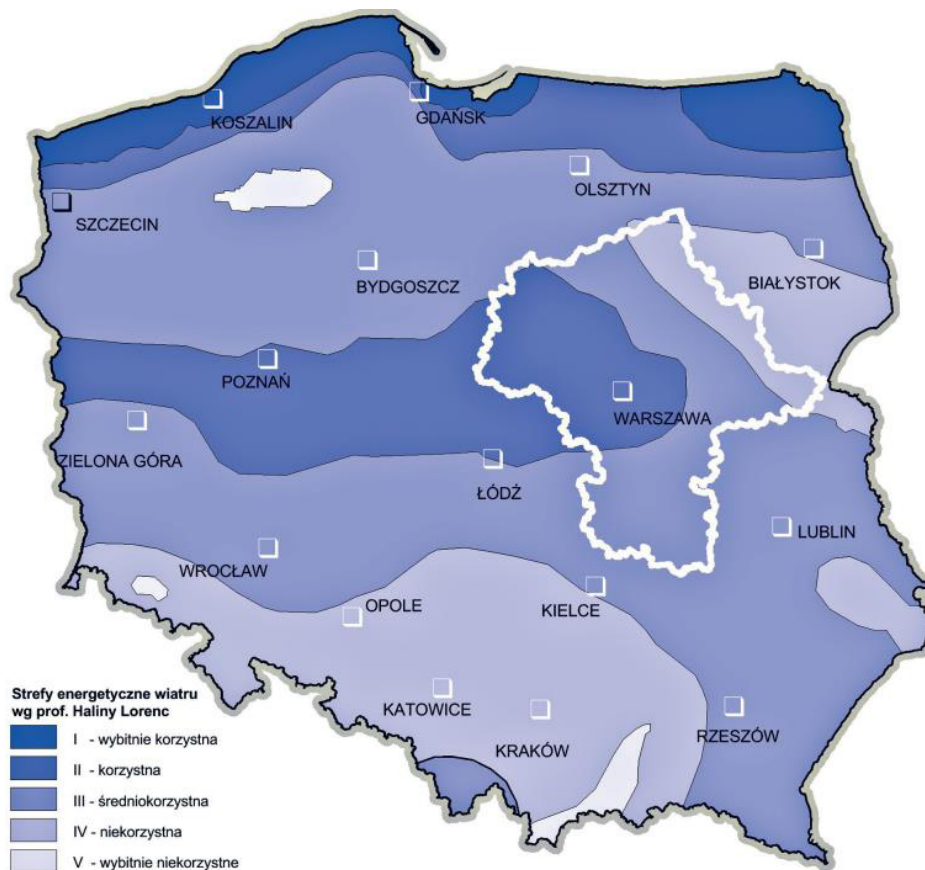 KOSZALIN
GDAŃSK
OLSZTYN
SZCZECIN
BYDGOSZCZ
BIAŁYSTOK
POZNAŃ
WARSZAWA
ZIELONA GÓRA
ŁÓDŹ
LUBLIN
WROCŁAW
OPOLE
KIELCE
KATOWICE
KRAKÓW
RZESZÓW
Strefy energetyczne wiatru
wg prof. Haliny Lorenc
I - wybitnie korzystna
II - korzystna
III - średniokorzystna
IV - niekorzystna
V - wybitnie niekorzystne